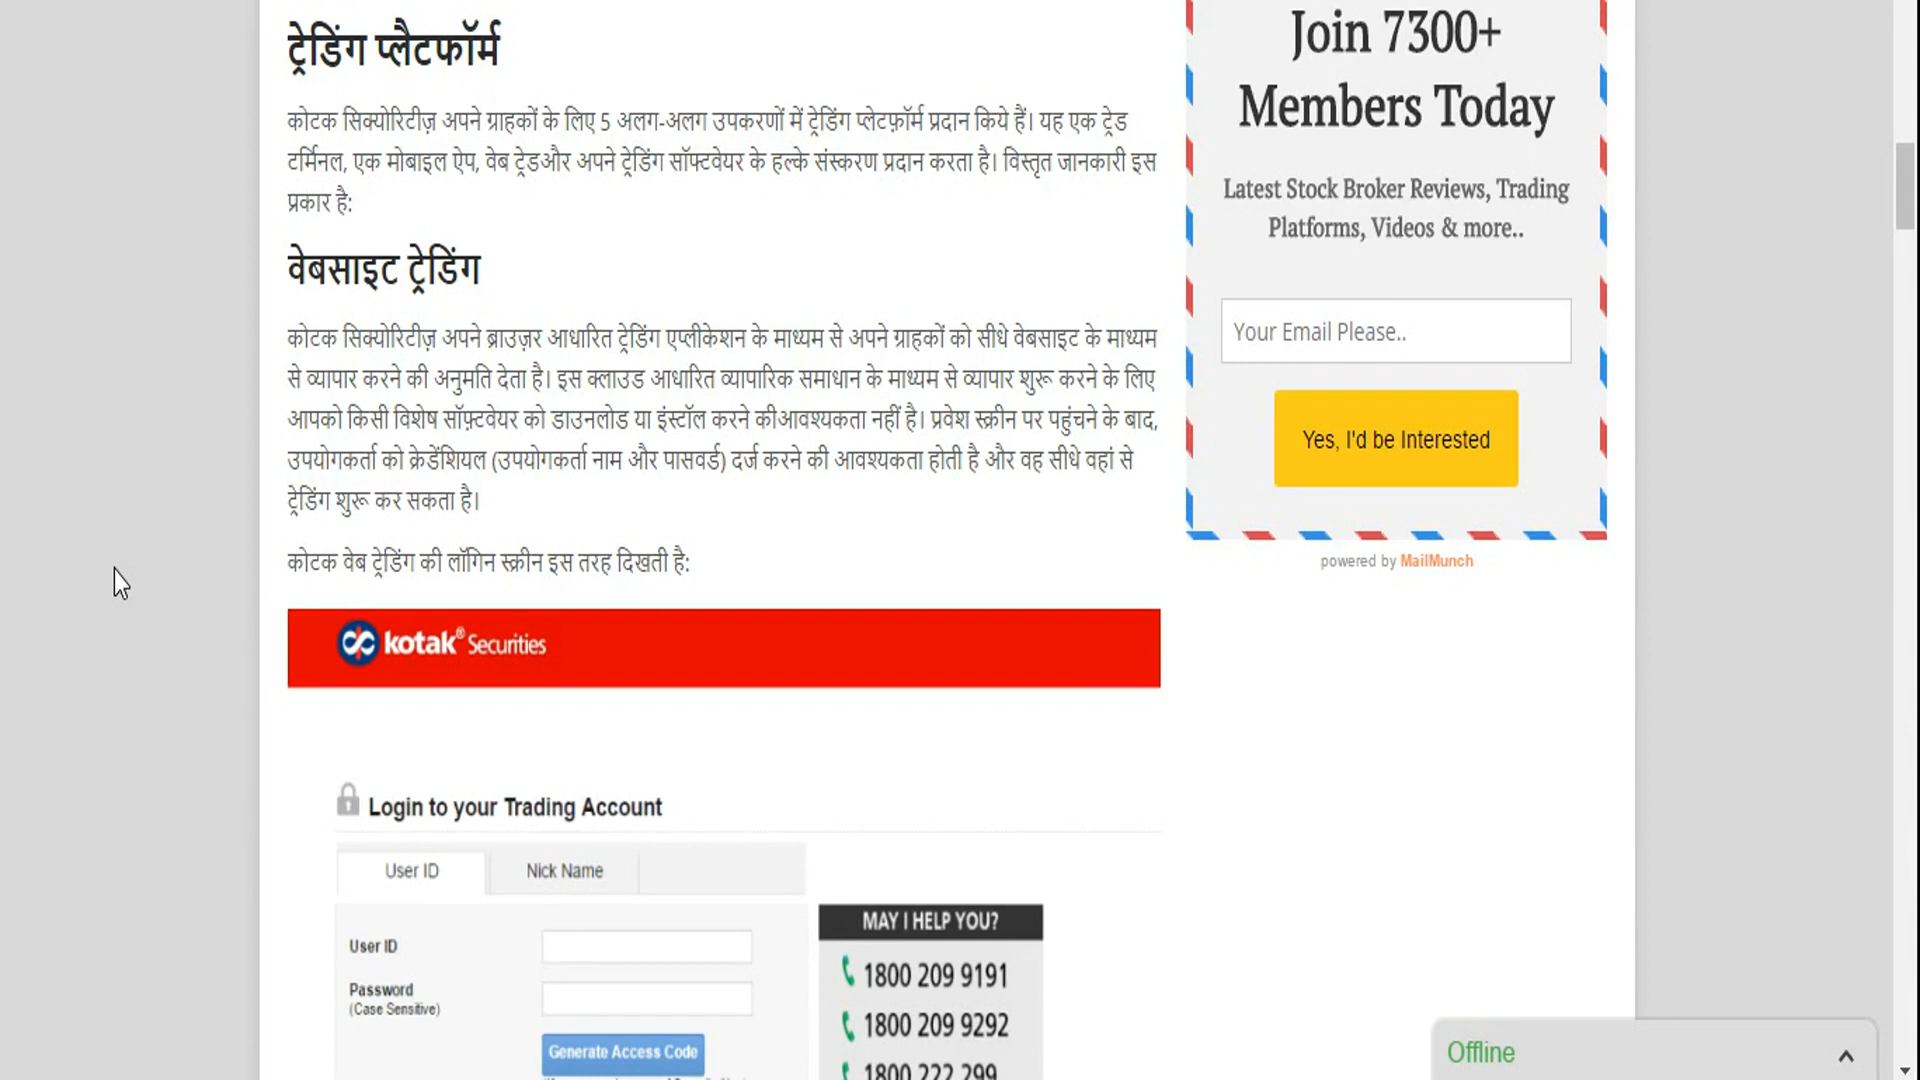 ट्रेडिंग प्लैटफॉर्म
कोटक सिक्योरिटीज़ अपने ग्राहकों के लिए 5 अलग-अलग उपकरणों में ट्रेडिंग प्लेटफ़ॉर्म प्रदान किये हैं। यह एक ट्रेड
टर्मिनल, एक मोबाइल ऐप, वेब ट्रेडऔर अपने ट्रेडिंग सॉफ्टवेयर के हल्के संस्करण प्रदान करता है। विस्तृत जानकारी इस
प्रकार है:
वेबसाइट ट्रेडिंग
कोटक सिक्योरिटीज़ अपने ब्राउज़र आधारित ट्रेडिंग एप्लीकेशन के माध्यम से अपने ग्राहकों को सीधे वेबसाइट के माध्यम
से व्यापार करने की अनुमति देता है। इस क्लाउड आधारित व्यापारिक समाधान के माध्यम से व्यापार शुरू करने के लिए
आपको किसी विशेष सॉफ़्टवेयर को डाउनलोड या इंस्टॉल करने कीआवश्यकता नहीं है। प्रवेश स्क्रीन पर पहुंचने के बाद,
उपयोगकर्ता को क्रेडेंशियल (उपयोगकर्ता नाम और पासवर्ड) दर्ज करने की आवश्यकता होती है और वह सीधे वहां से
ट्रेडिंग शुरू कर सकता है।
कोटक वेब ट्रेडिंग की लॉगिन स्क्रीन इस तरह दिखती है:
kotak® Securities
Login to your Trading Account
User ID
Nick Name
User ID
Password
(Case Sensitive)
Generate Access Code
MAY I HELP YOU?
1800 209 9191
1800 209 9292
1800 222 299
Join 7300+
Members Today
Latest Stock Broker Reviews, Trading
Platforms, Videos & more..
Your Email Please..
Yes, I'd be Interested
powered by MailMunch
Offline